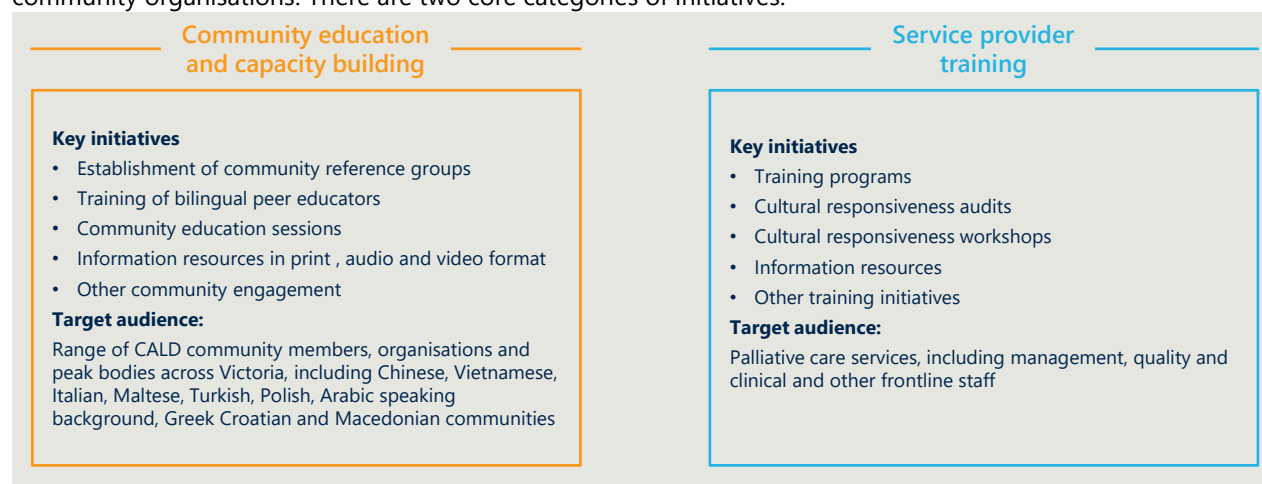 community organisations. There are two core categories of initiatives.
Community education
and capacity building
Key initiatives
• Establishment of community reference groups
• Training of bilingual peer educators
• Community education sessions
• Information resources in print , audio and video format
• Other community engagement
Target audience:
Range of CALD community members, organisations and
peak bodies across Victoria, including Chinese, Vietnamese,
Italian, Maltese, Turkish, Polish, Arabic speaking
background, Greek Croatian and Macedonian communities
Service provider
training
Key initiatives
• Training programs
• Cultural responsiveness audits
• Cultural responsiveness workshops
• Information resources
• Other training initiatives
Target audience:
Palliative care services, including management, quality and
clinical and other frontline staff